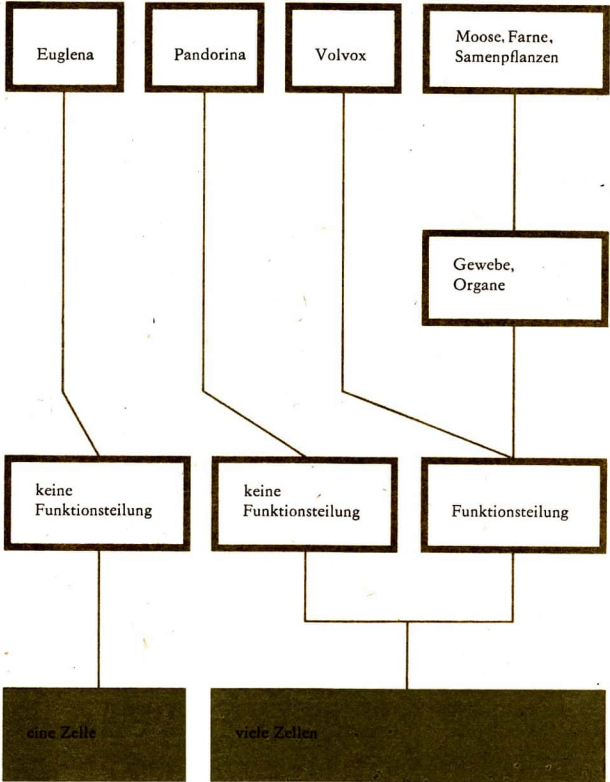 Euglena
Pandorina
Volvox
Moose, Farne,
Samenpflanzen
Gewebe,
Organe
keine
Funktionsteilung
keine
Funktionsteilung
Funktionsteilung
eine Zelle
viele Zellen